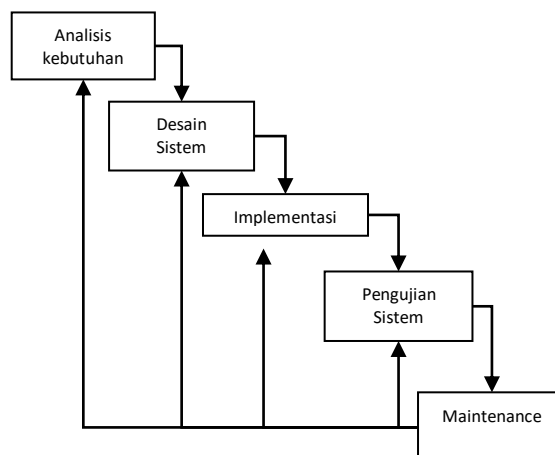 Analisis
kebutuhan
Desain
Sistem
Implementasi
Pengujian
Sistem
Maintenance